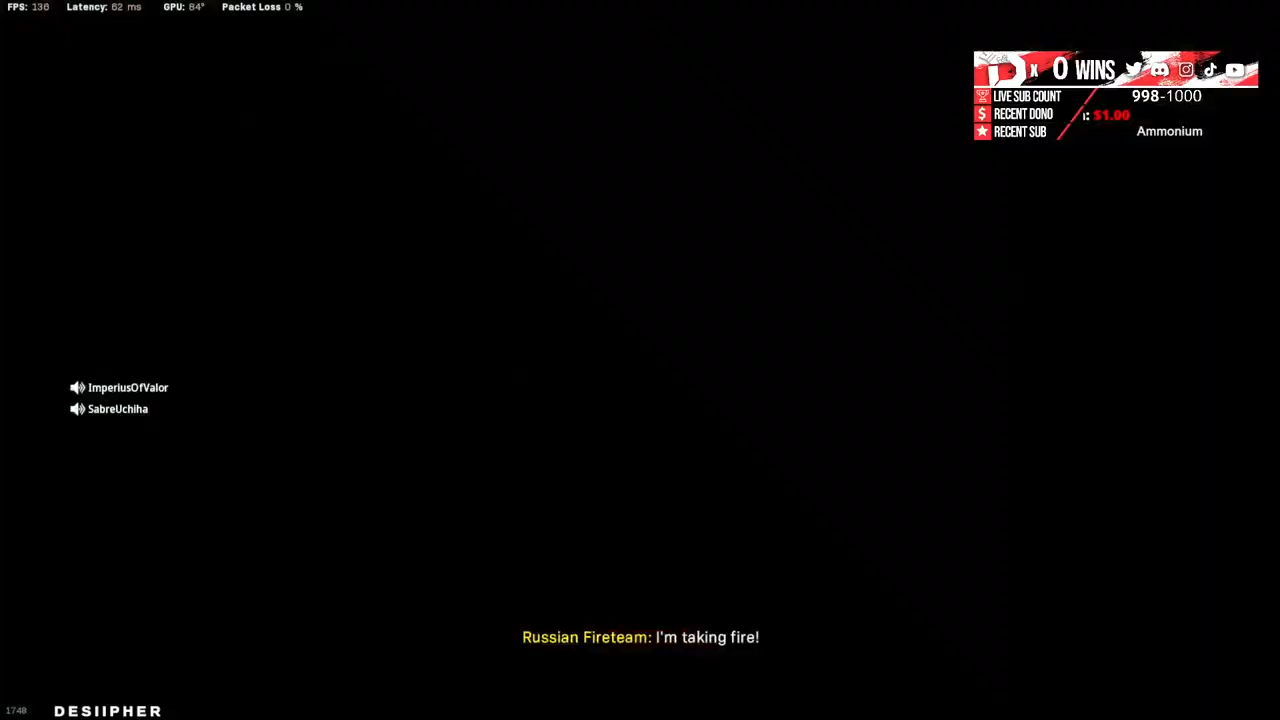 FPS: 136 Latency: 62 ms GPU: 84° Packet Loss 0 %
D x 0 WINS
LIVE SUB COUNT 998-1000
RECENT DONO : $1.00
RECENT SUB Ammonium
ImperiusOfValor
SabreUchiha
Russian Fireteam: I'm taking fire!
1748 DESIIPHER